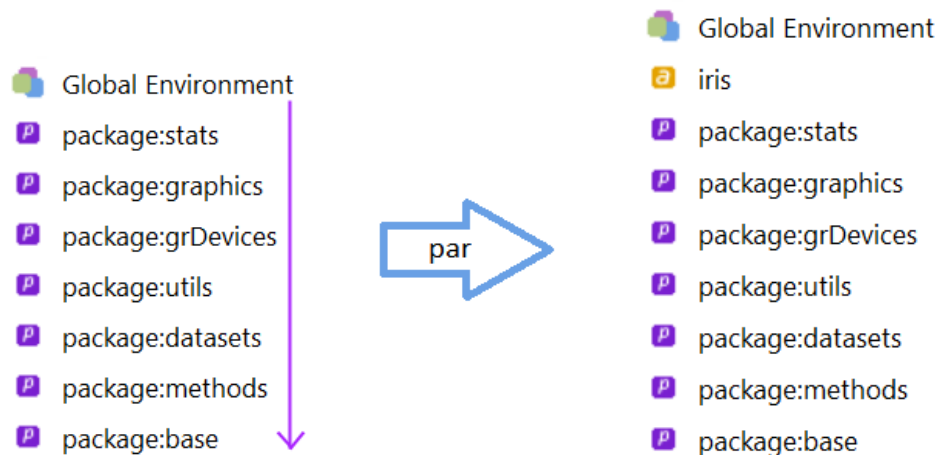 Global Environment
package:stats
package:graphics
package:grDevices
package:utils
package:datasets
package:methods
package:base
par
Global Environment
a iris
package:stats
package:graphics
package:grDevices
package:utils
package:datasets
package:methods
package:base